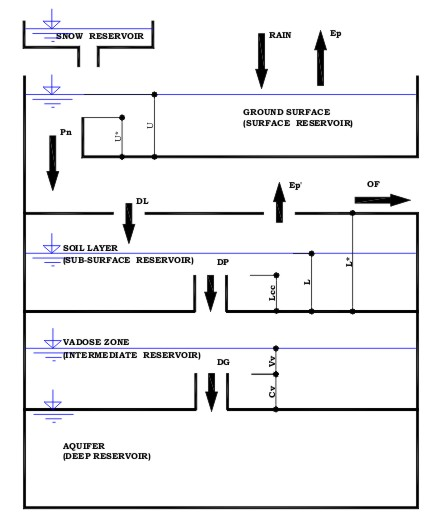 SNOW RESERVOIR
RAIN
Ep
GROUND SURFACE
(SURFACE RESERVOIR)
U*
U
Pn
Ep'
OF
DL
SOIL LAYER
(SUB-SURFACE RESERVOIR)
DP
Lcc
L
L*
VADOSE ZONE
(INTERMEDIATE RESERVOIR)
DG
Vv
Cv
AQUIFER
(DEEP RESERVOIR)